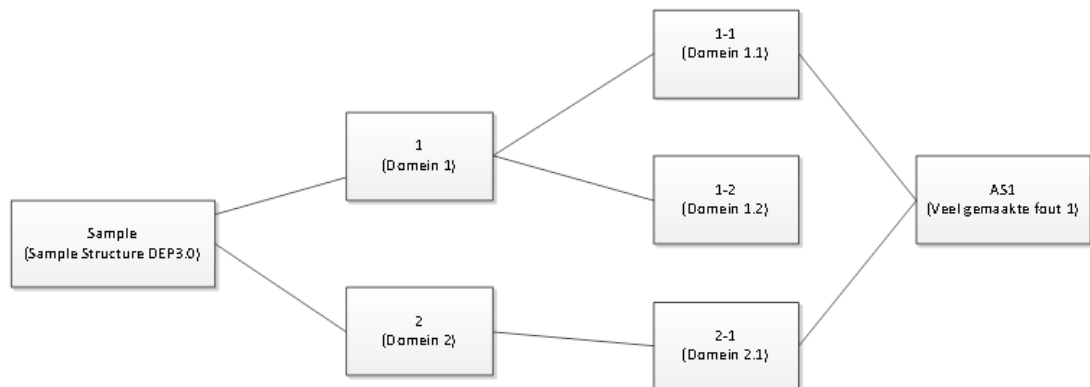 Sample
(Sample Structure DEP3.0)
1
(Domein 1)
2
(Domein 2)
1-1
(Domein 1.1)
1-2
(Domein 1.2)
2-1
(Domein 2.1)
AS1
(Veel gemaakte fout 1)